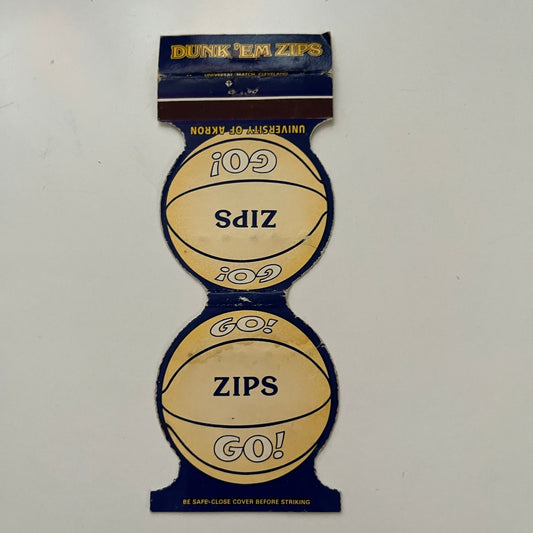 DUNK 'EM ZIPS
UNIVERSAL MATCH, CLEVELAND
UNIVERSITY OF AKRON
GO!
ZIPS
GO!
GO!
ZIPS
GO!
BE SAFE-CLOSE COVER BEFORE STRIKING